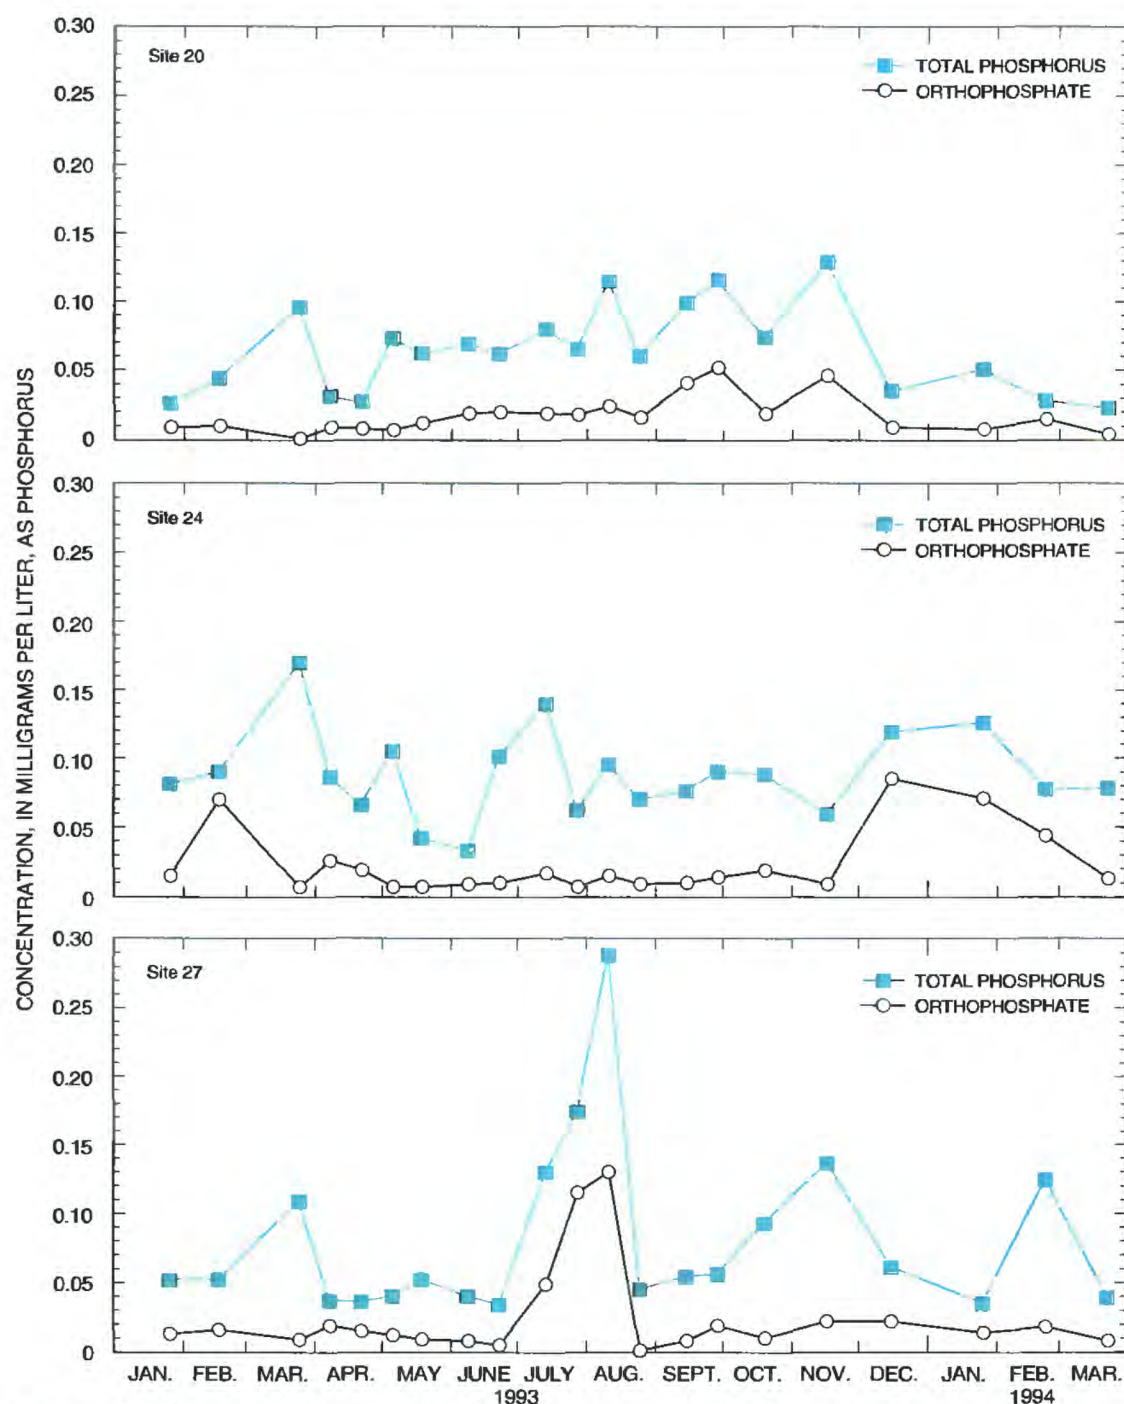 CONCENTRATION, IN MILLIGRAMS PER LITER, AS PHOSPHORUS
0.30
0.25
0.20
0.15
0.10
0.05
0
Site 20
TOTAL PHOSPHORUS
ORTHOPHOSPHATE
0.30
0.25
0.20
0.15
0.10
0.05
0
Site 24
TOTAL PHOSPHORUS
ORTHOPHOSPHATE
0.30
0.25
0.20
0.15
0.10
0.05
0
Site 27
TOTAL PHOSPHORUS
ORTHOPHOSPHATE
JAN. FEB. MAR. APR. MAY JUNE JULY AUG. SEPT. OCT. NOV. DEC. JAN. FEB. MAR.
1993 1994